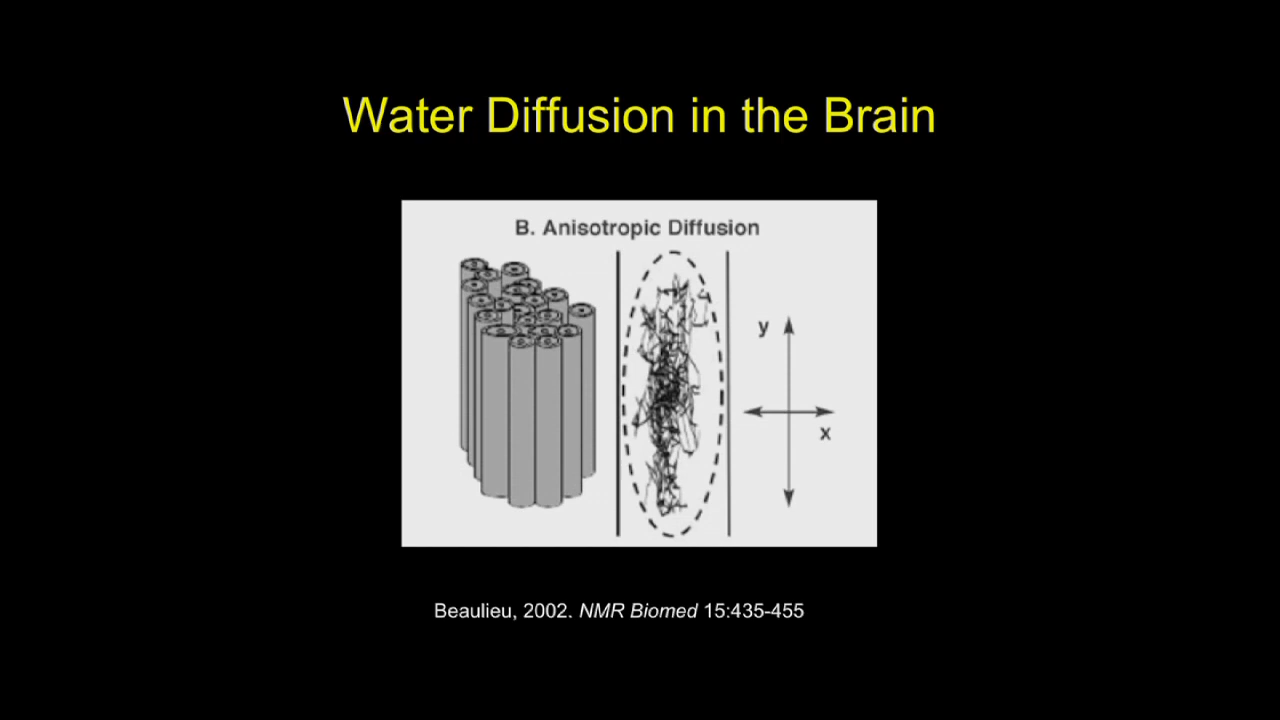 Water Diffusion in the Brain
B. Anisotropic Diffusion
y
x
Beaulieu, 2002. NMR Biomed 15:435-455